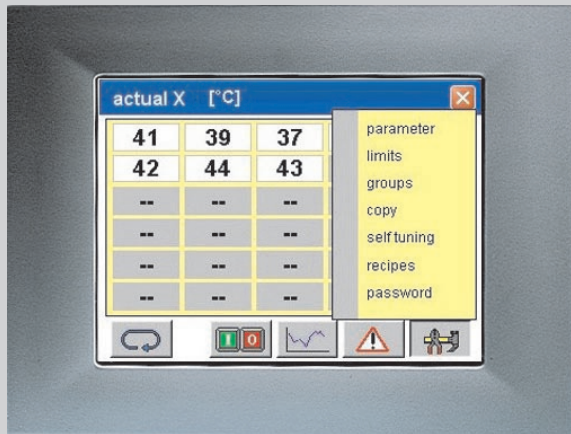 actual X [°C]
41 39 37
42 44 43
-- -- --
-- -- --
-- -- --
-- -- --
parameter
limits
groups
copy
self tuning
recipes
password
I 0